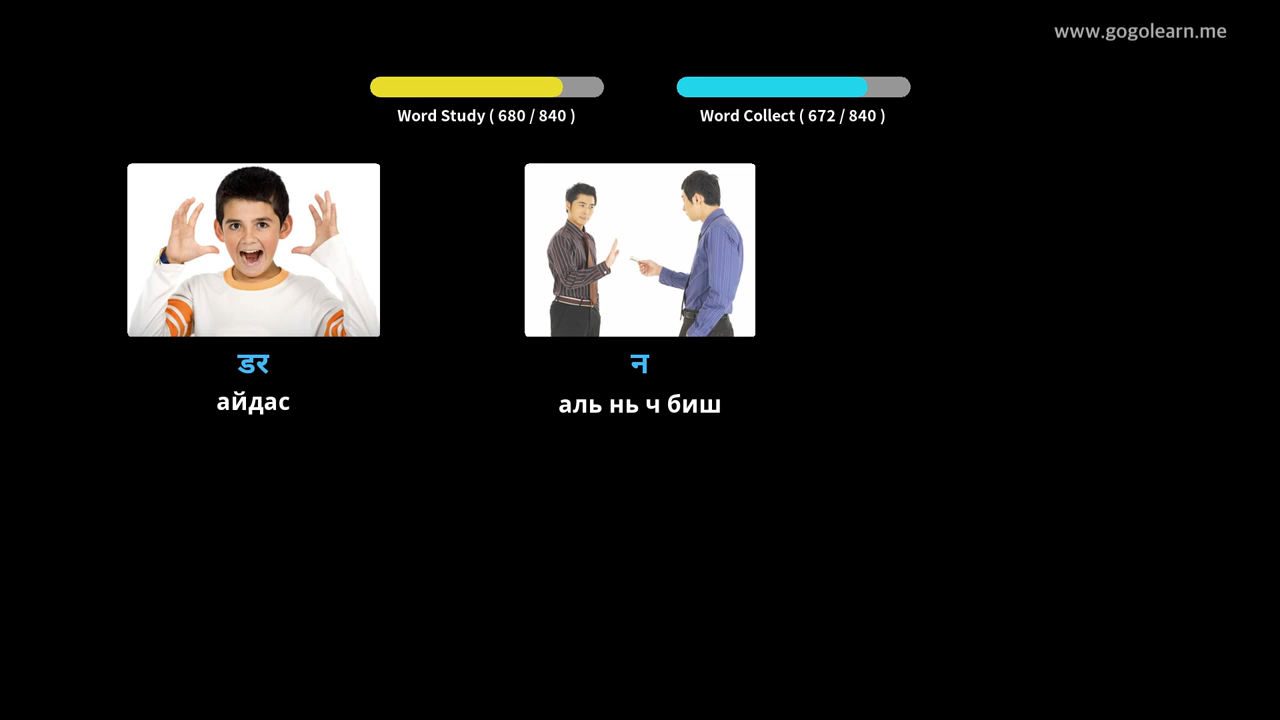 www.gogolearn.me
Word Study ( 680 / 840 )
Word Collect ( 672 / 840 )
डर
айдас
न
аль нь ч биш